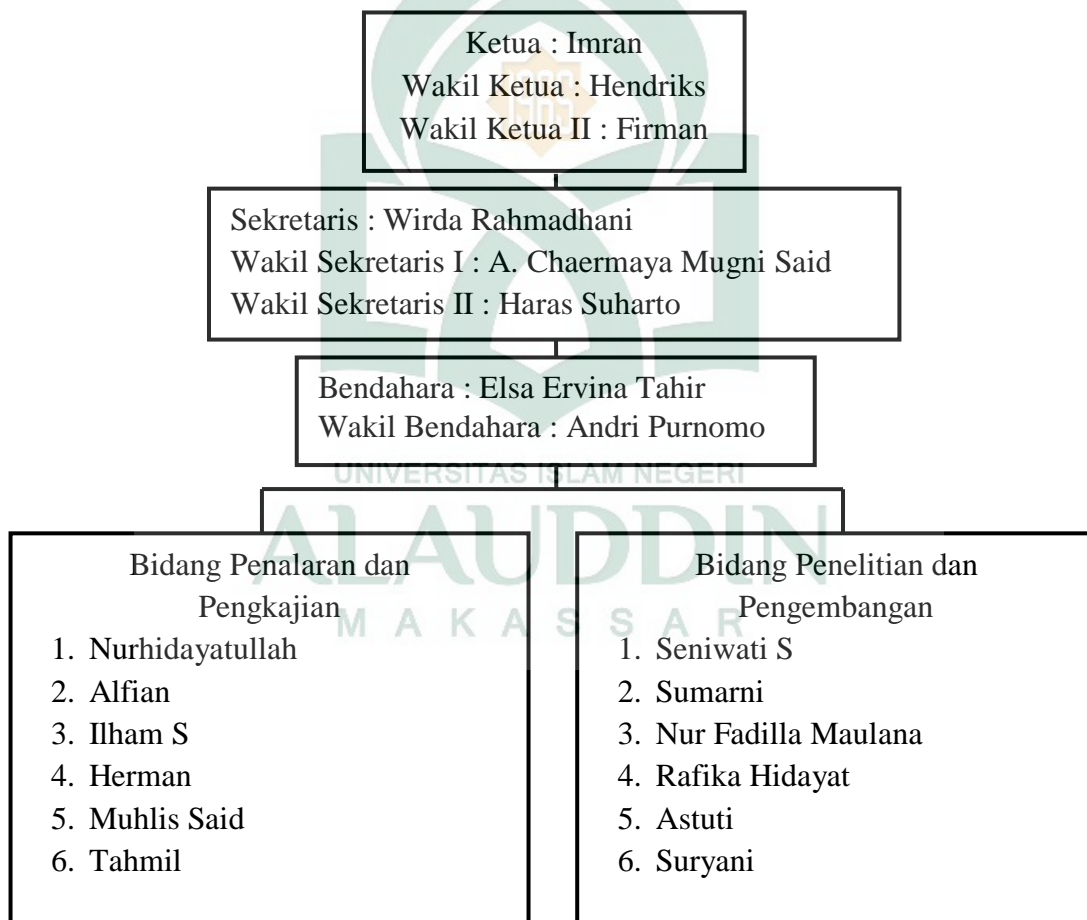 Ketua : Imran
Wakil Ketua : Hendriks
Wakil Ketua II : Firman
Sekretaris : Wirda Rahmadhani
Wakil Sekretaris I : A. Chaermaya Mugni Said
Wakil Sekretaris II : Haras Suharto
Bendahara : Elsa Ervina Tahir
Wakil Bendahara : Andri Purnomo
UNIVERSITAS ISLAM NEGERI
ALAUDDIN
MAKASSAR
Bidang Penalaran dan
Pengkajian
1. Nurhidayatullah
2. Alfian
3. Ilham S
4. Herman
5. Muhlis Said
6. Tahmil
Bidang Penelitian dan
Pengembangan
1. Seniwati S
2. Sumarni
3. Nur Fadilla Maulana
4. Rafika Hidayat
5. Astuti
6. Suryani